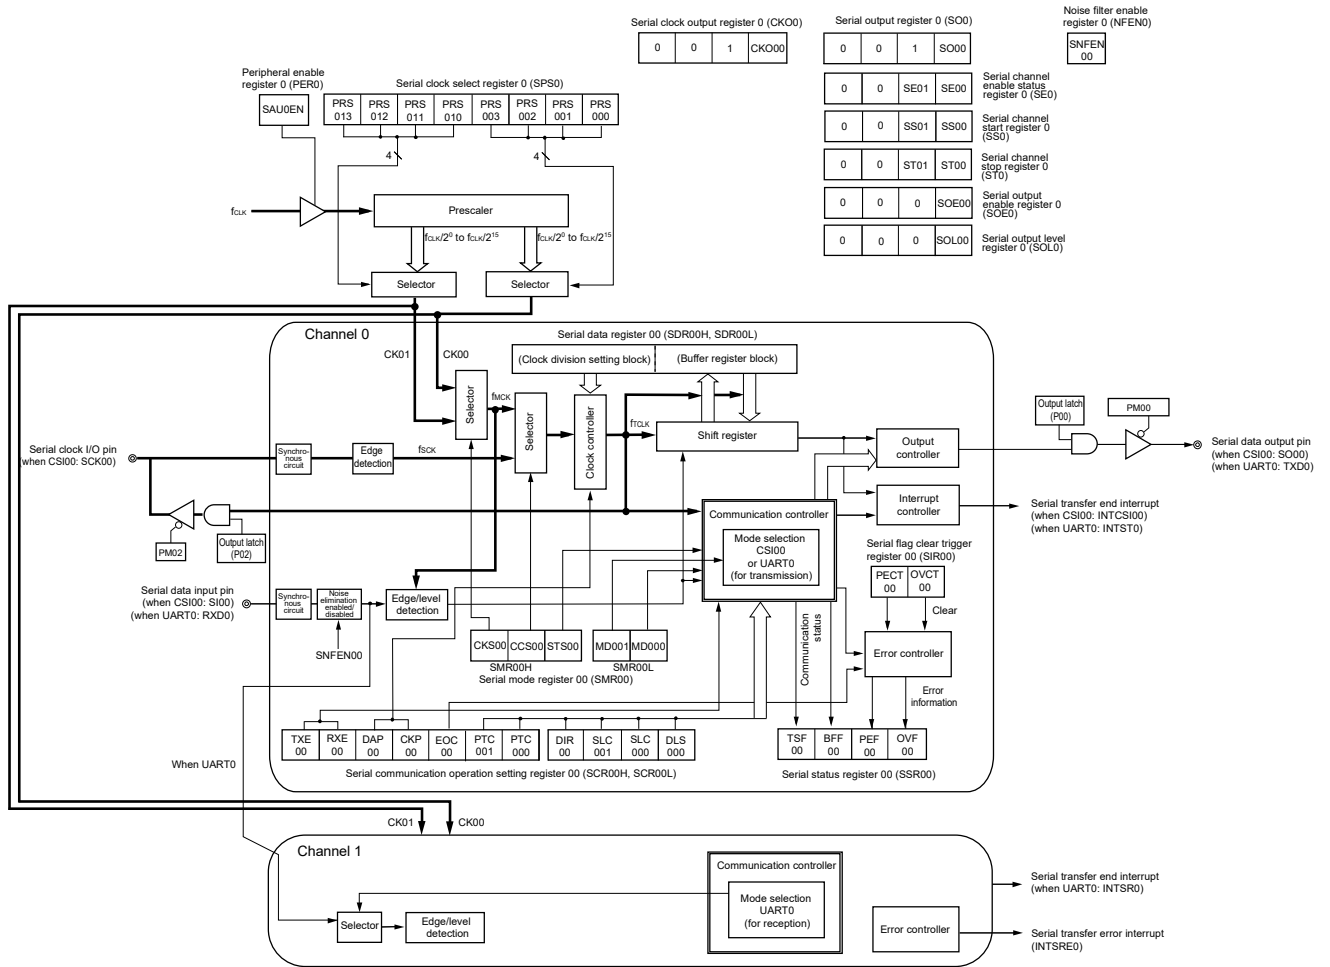 Serial clock output register 0 (CKO0)
0 0 1 CKO00
Serial output register 0 (SO0)
0 0 1 SO00
Noise filter enable
register 0 (NFEN0)
SNFEN
00
0 0 SE01 SE00
Serial channel
enable status
register 0 (SE0)
0 0 SS01 SS00
Serial channel
start register 0
(SS0)
0 0 ST01 ST00
Serial channel
stop register 0
(ST0)
0 0 0 SOE00
Serial output
enable register 0
(SOE0)
0 0 0 SOL00
Serial output level
register 0 (SOL0)
Peripheral enable
register 0 (PER0)
SAU0EN
Serial clock select register 0 (SPS0)
PRS PRS PRS PRS PRS PRS PRS PRS
013 012 011 010 003 002 001 000
4
4
fCLK
Prescaler
fCLK/2⁰ to fCLK/2¹⁵
fCLK/2⁰ to fCLK/2¹⁵
Selector
Selector
Channel 0
CK01
CK00
Serial data register 00 (SDR00H, SDR00L)
(Clock division setting block)
(Buffer register block)
Selector
fMCK
Selector
Clock controller
fTCLK
Shift register
Output
controller
Output latch
(P00)
PM00
Serial data output pin
(when CSI00: SO00)
(when UART0: TXD0)
Serial clock I/O pin
(when CSI00: SCK00)
Synchro-
nous
circuit
Edge
detection
fSCK
PM02
Output latch
(P02)
Communication controller
Mode selection
CSI00
or UART0
(for transmission)
Interrupt
controller
Serial transfer end interrupt
(when CSI00: INTCSI00)
(when UART0: INTST0)
Serial flag clear trigger
register 00 (SIR00)
PECT OVCT
00 00
Clear
Serial data input pin
(when CSI00: SI00)
(when UART0: RXD0)
Synchro-
nous
circuit
Noise
elimination
enabled/
disabled
Edge/level
detection
SNFEN00
CKS00 CCS00 STS00
SMR00H
MD001 MD000
SMR00L
Serial mode register 00 (SMR00)
Communication
status
Error controller
Error
information
TXE RXE DAP CKP EOC PTC PTC
00 00 00 00 00 001 000
DIR SLC SLC DLS
00 001 000 000
Serial communication operation setting register 00 (SCR00H, SCR00L)
TSF BFF PEF OVF
00 00 00 00
Serial status register 00 (SSR00)
When UART0
CK01
CK00
Channel 1
Communication controller
Mode selection
UART0
(for reception)
Selector
Edge/level
detection
Error controller
Serial transfer end interrupt
(when UART0: INTSR0)
Serial transfer error interrupt
(INTSRE0)